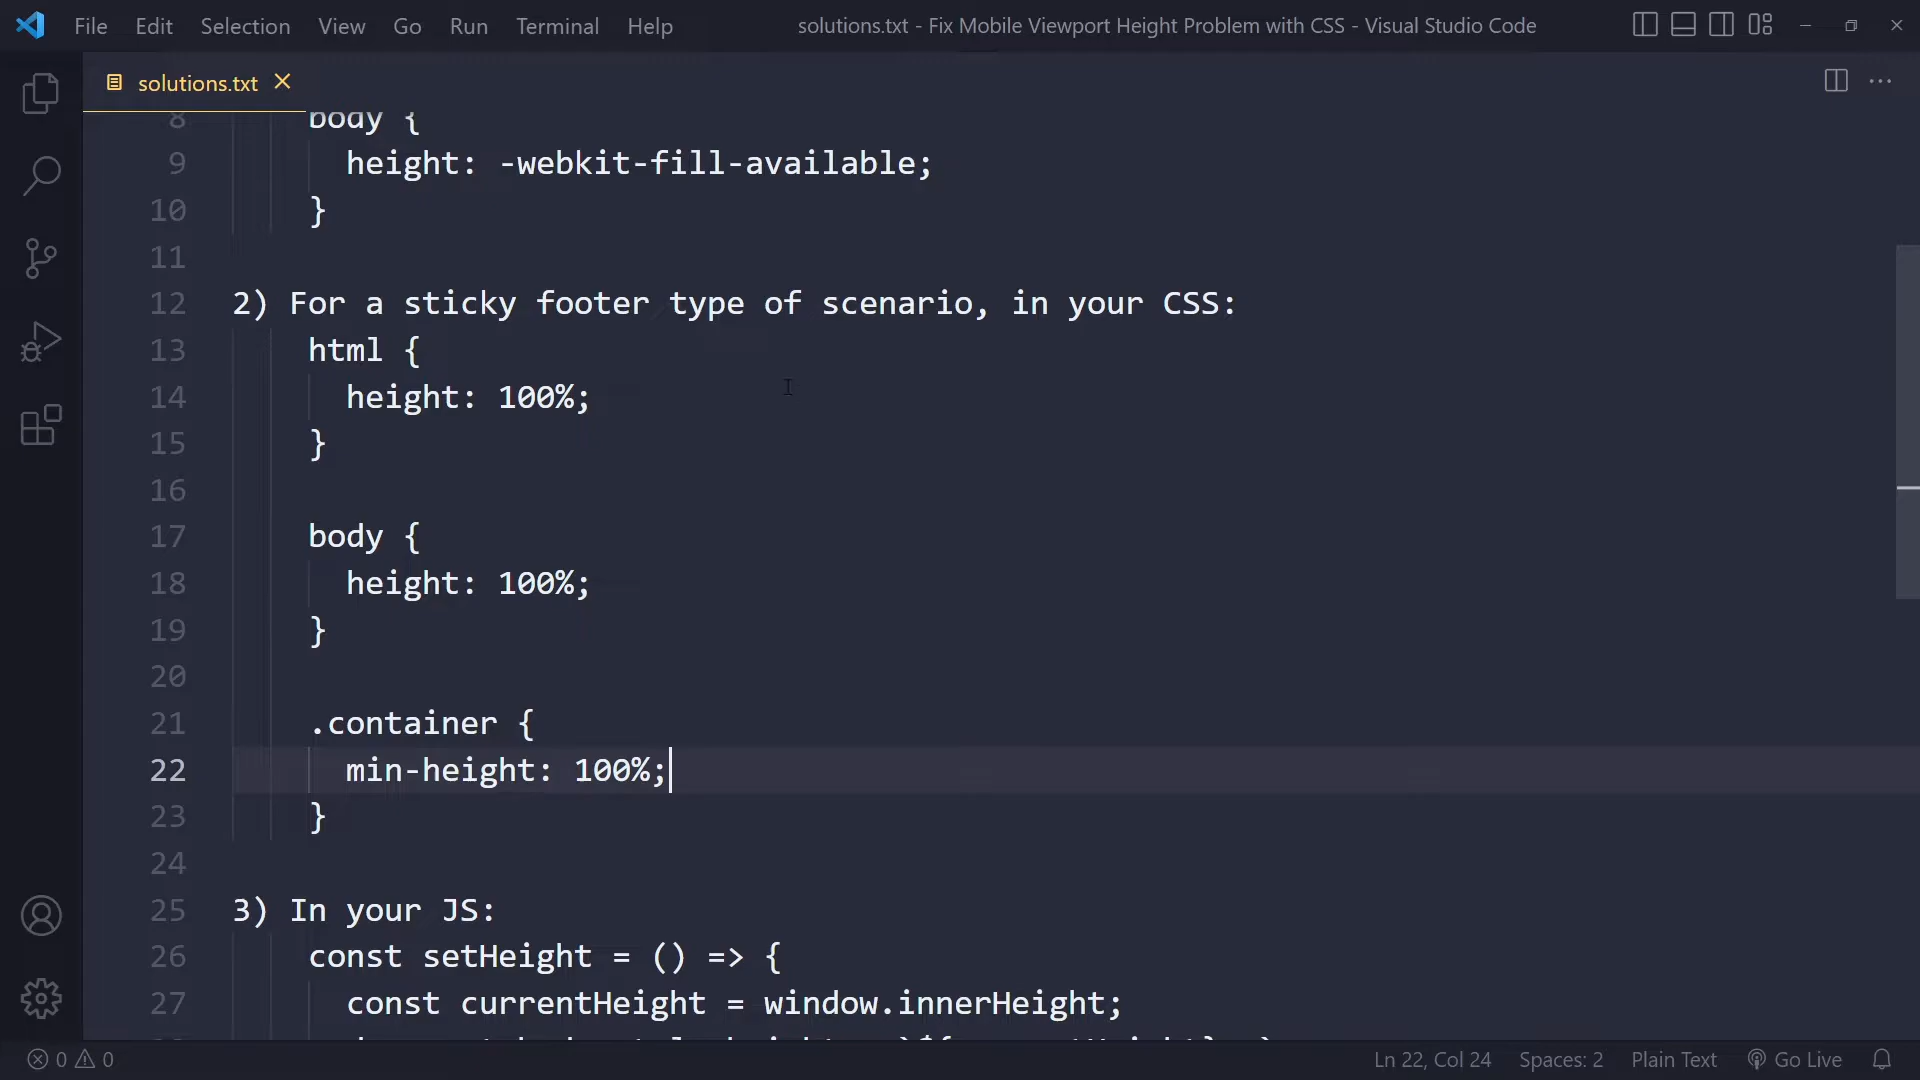 File Edit Selection View Go Run Terminal Help solutions.txt - Fix Mobile Viewport Height Problem with CSS - Visual Studio Code
solutions.txt
8 body {
9 height: -webkit-fill-available;
10 }
11
12 2) For a sticky footer type of scenario, in your CSS:
13 html {
14 height: 100%;
15 }
16
17 body {
18 height: 100%;
19 }
20
21 .container {
22 min-height: 100%;
23 }
24
25 3) In your JS:
26 const setHeight = () => {
27 const currentHeight = window.innerHeight;
0 0 Ln 22, Col 24 Spaces: 2 Plain Text Go Live